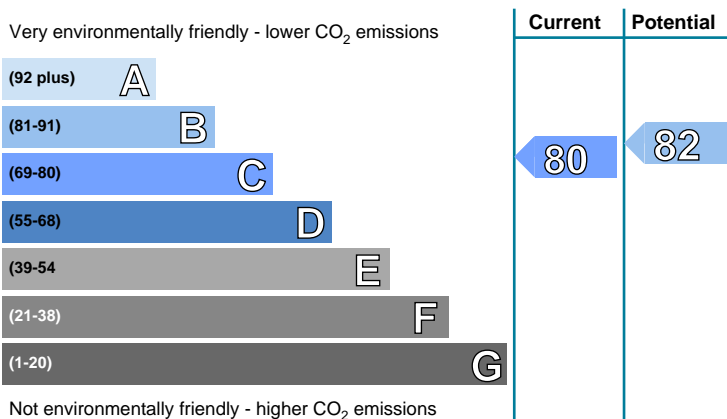 Very environmentally friendly - lower CO2 emissions
Current
Potential
(92 plus) A
(81-91) B
(69-80) C
(55-68) D
(39-54 E
(21-38) F
(1-20) G
80
82
Not environmentally friendly - higher CO2 emissions